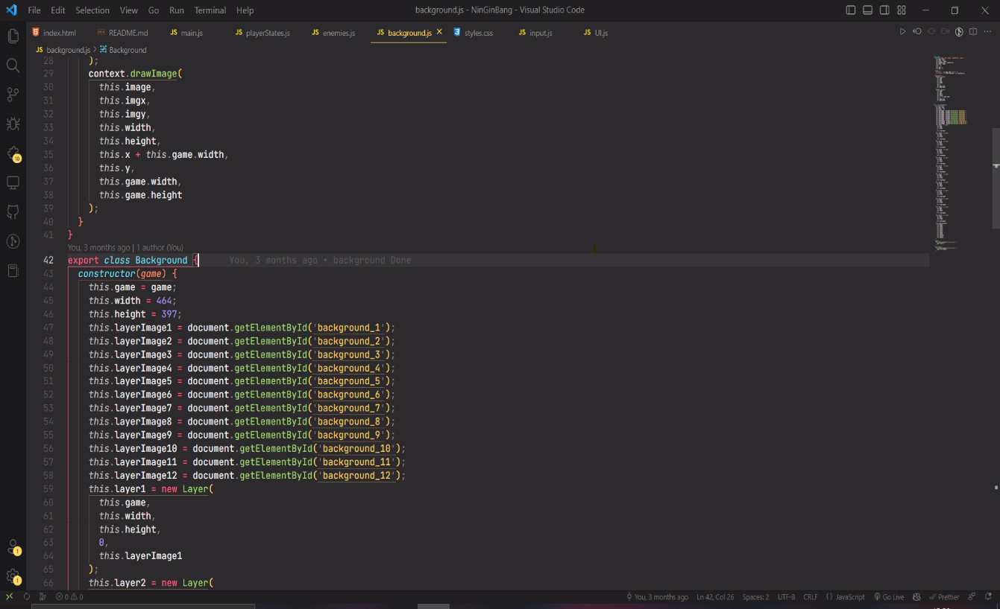 File Edit Selection View Go Run Terminal Help background.js - NinGinBang - Visual Studio Code
index.html README.md JS main.js JS playerStates.js JS enemies.js JS background.js styles.css JS input.js JS UI.js
JS background.js > Background
28 );
29 context.drawImage(
30 this.image,
31 this.imgx,
32 this.imgy,
33 this.width,
34 this.height,
35 this.x + this.game.width,
36 this.y,
37 this.game.width,
38 this.game.height
39 );
40 }
41 }
You, 3 months ago | 1 author (You)
42 export class Background { You, 3 months ago • background Done
43 constructor(game) {
44 this.game = game;
45 this.width = 464;
46 this.height = 397;
47 this.layerImage1 = document.getElementById('background_1');
48 this.layerImage2 = document.getElementById('background_2');
49 this.layerImage3 = document.getElementById('background_3');
50 this.layerImage4 = document.getElementById('background_4');
51 this.layerImage5 = document.getElementById('background_5');
52 this.layerImage6 = document.getElementById('background_6');
53 this.layerImage7 = document.getElementById('background_7');
54 this.layerImage8 = document.getElementById('background_8');
55 this.layerImage9 = document.getElementById('background_9');
56 this.layerImage10 = document.getElementById('background_10');
57 this.layerImage11 = document.getElementById('background_11');
58 this.layerImage12 = document.getElementById('background_12');
59 this.layer1 = new Layer(
60 this.game,
61 this.width,
62 this.height,
63 0,
64 this.layerImage1
65 );
66 this.layer2 = new Layer(
10
1
1
0 0 You, 3 months ago Ln 42, Col 26 Spaces: 2 UTF-8 CRLF {} JavaScript Go Live Prettier